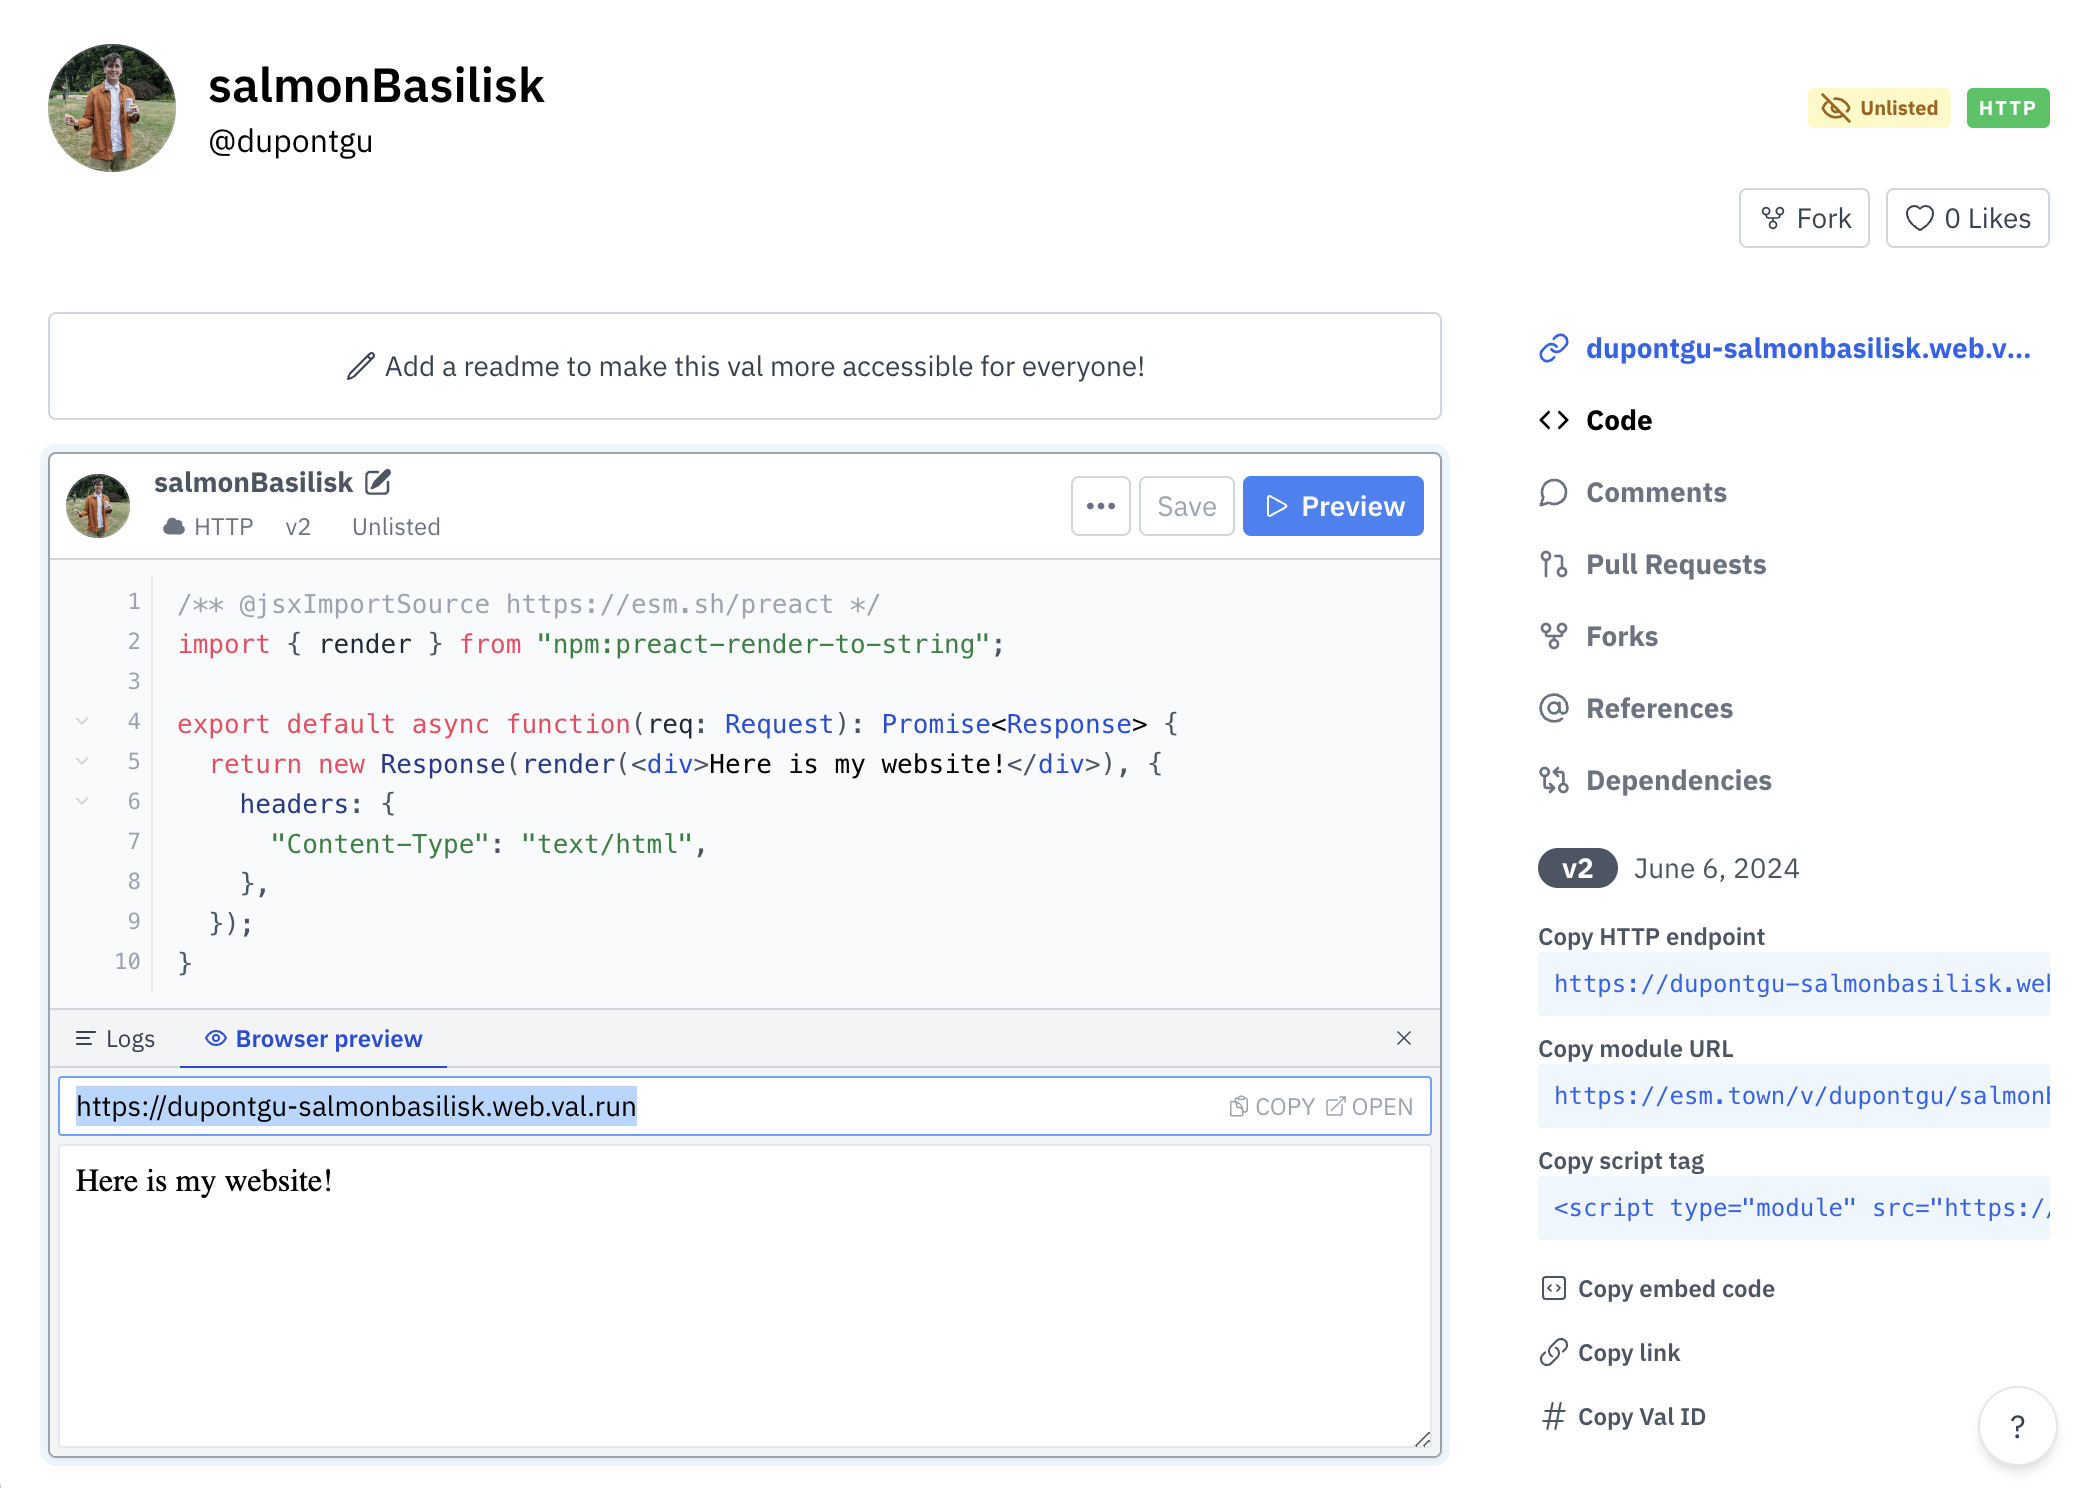 salmonBasilisk
@dupontgu
Unlisted
HTTP
Fork
0 Likes
Add a readme to make this val more accessible for everyone!
salmonBasilisk
HTTP v2 Unlisted
Save
Preview
1 /** @jsxImportSource https://esm.sh/preact */
2 import { render } from "npm:preact-render-to-string";
3
4 export default async function(req: Request): Promise<Response> {
5 return new Response(render(<div>Here is my website!</div>), {
6 headers: {
7 "Content-Type": "text/html",
8 },
9 });
10 }
Logs
Browser preview
https://dupontgu-salmonbasilisk.web.val.run
COPY OPEN
Here is my website!
dupontgu-salmonbasilisk.web.v...
Code
Comments
Pull Requests
Forks
References
Dependencies
v2 June 6, 2024
Copy HTTP endpoint
https://dupontgu-salmonbasilisk.web
Copy module URL
https://esm.town/v/dupontgu/salmonB
Copy script tag
<script type="module" src="https://
Copy embed code
Copy link
Copy Val ID
?